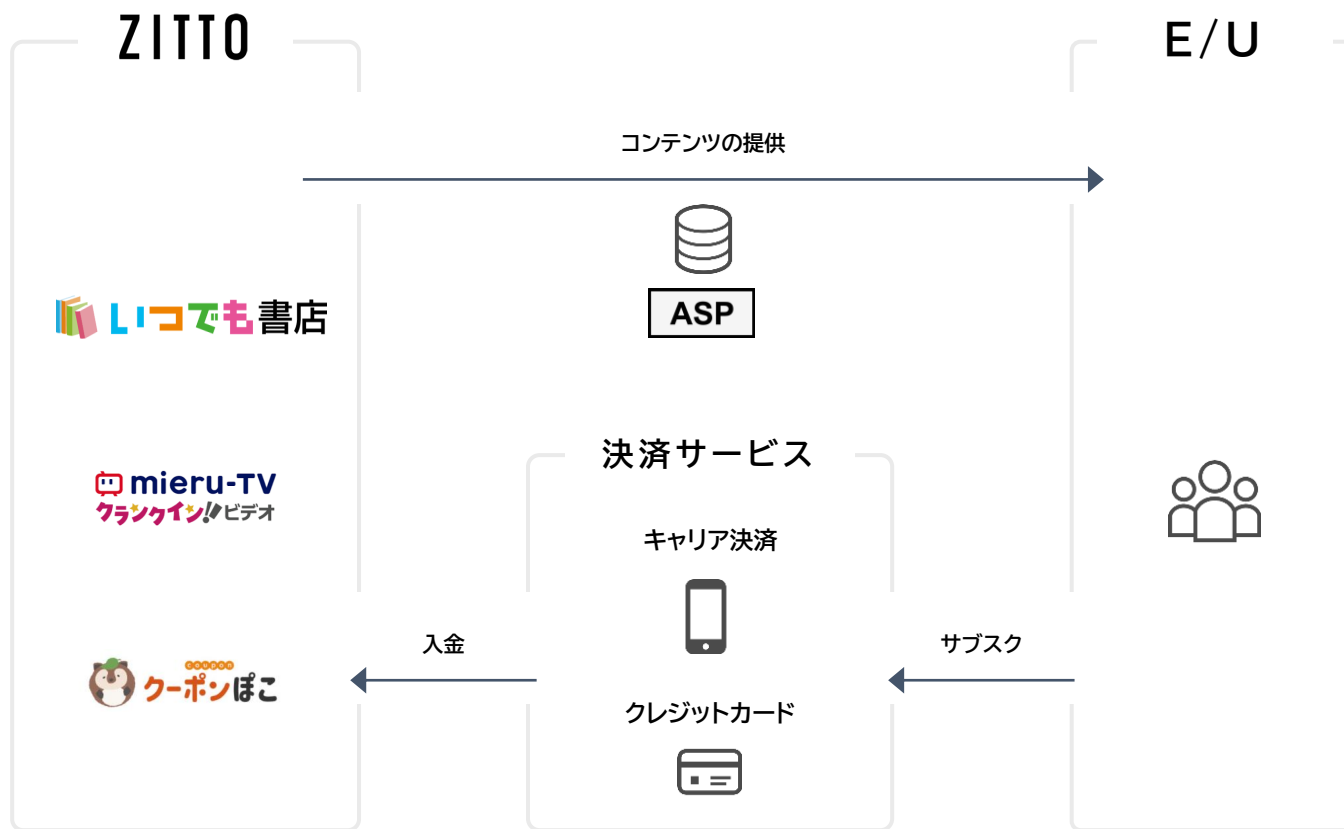 ZITTO
E/U
コンテンツの提供
ASP
いつでも書店
mieru-TV
クランクイン!!ビデオ
coupon
クーポンぽこ
決済サービス
キャリア決済
入金
サブスク
クレジットカード